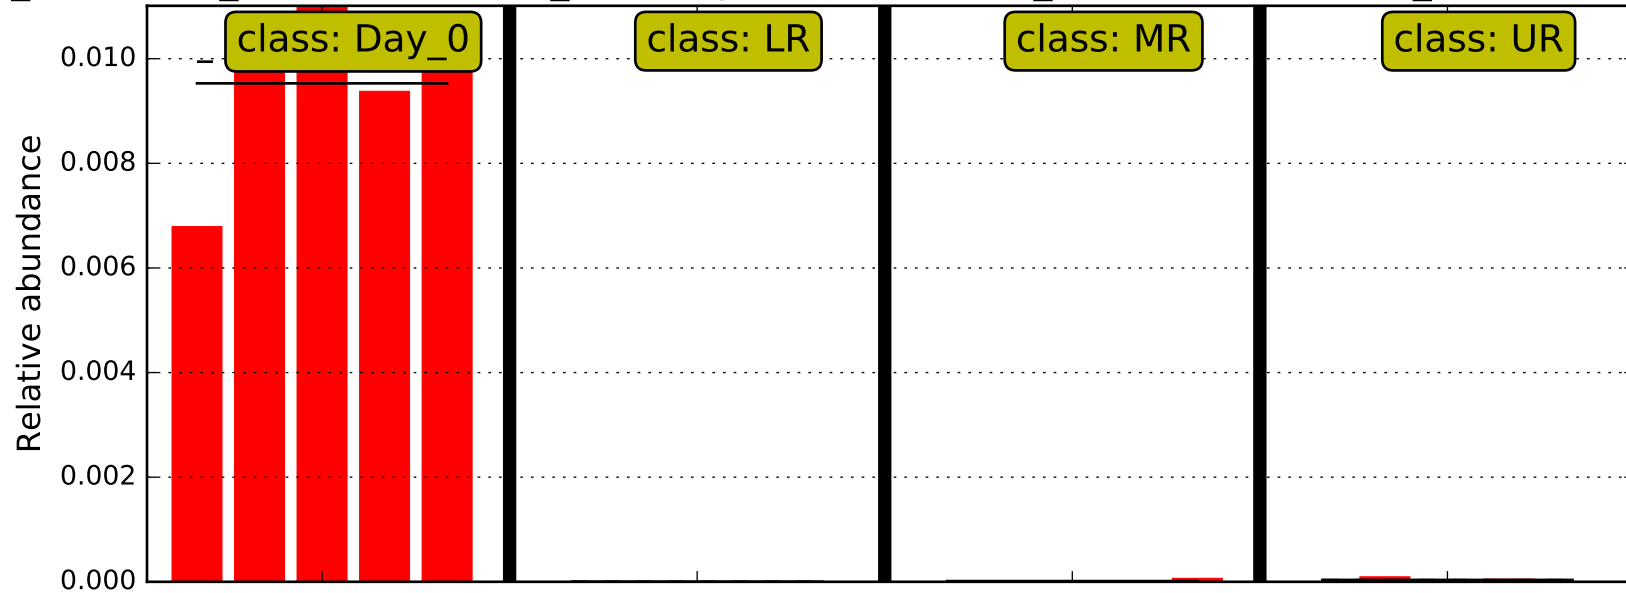 class: Day_0
class: LR
class: MR
class: UR
0.010
0.008
0.006
0.004
0.002
0.000
Relative abundance